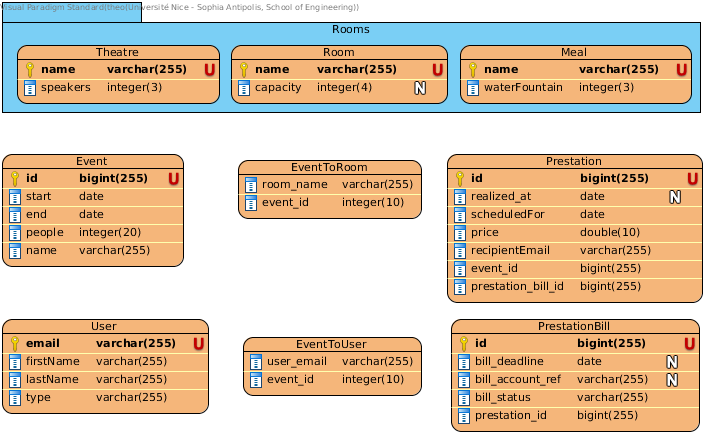 Visual Paradigm Standard(theo(Université Nice - Sophia Antipolis, School of Engineering))
Rooms
Theatre
name varchar(255) U
speakers integer(3)
Room
name varchar(255) U
capacity integer(4) N
Meal
name varchar(255) U
waterFountain integer(3)
Event
id bigint(255) U
start date
end date
people integer(20)
name varchar(255)
EventToRoom
room_name varchar(255)
event_id integer(10)
Prestation
id bigint(255) U
realized_at date N
scheduledFor date
price double(10)
recipientEmail varchar(255)
event_id bigint(255)
prestation_bill_id bigint(255)
User
email varchar(255) U
firstName varchar(255)
lastName varchar(255)
type varchar(255)
EventToUser
user_email varchar(255)
event_id integer(10)
PrestationBill
id bigint(255) U
bill_deadline date N
bill_account_ref varchar(255) N
bill_status varchar(255)
prestation_id bigint(255)